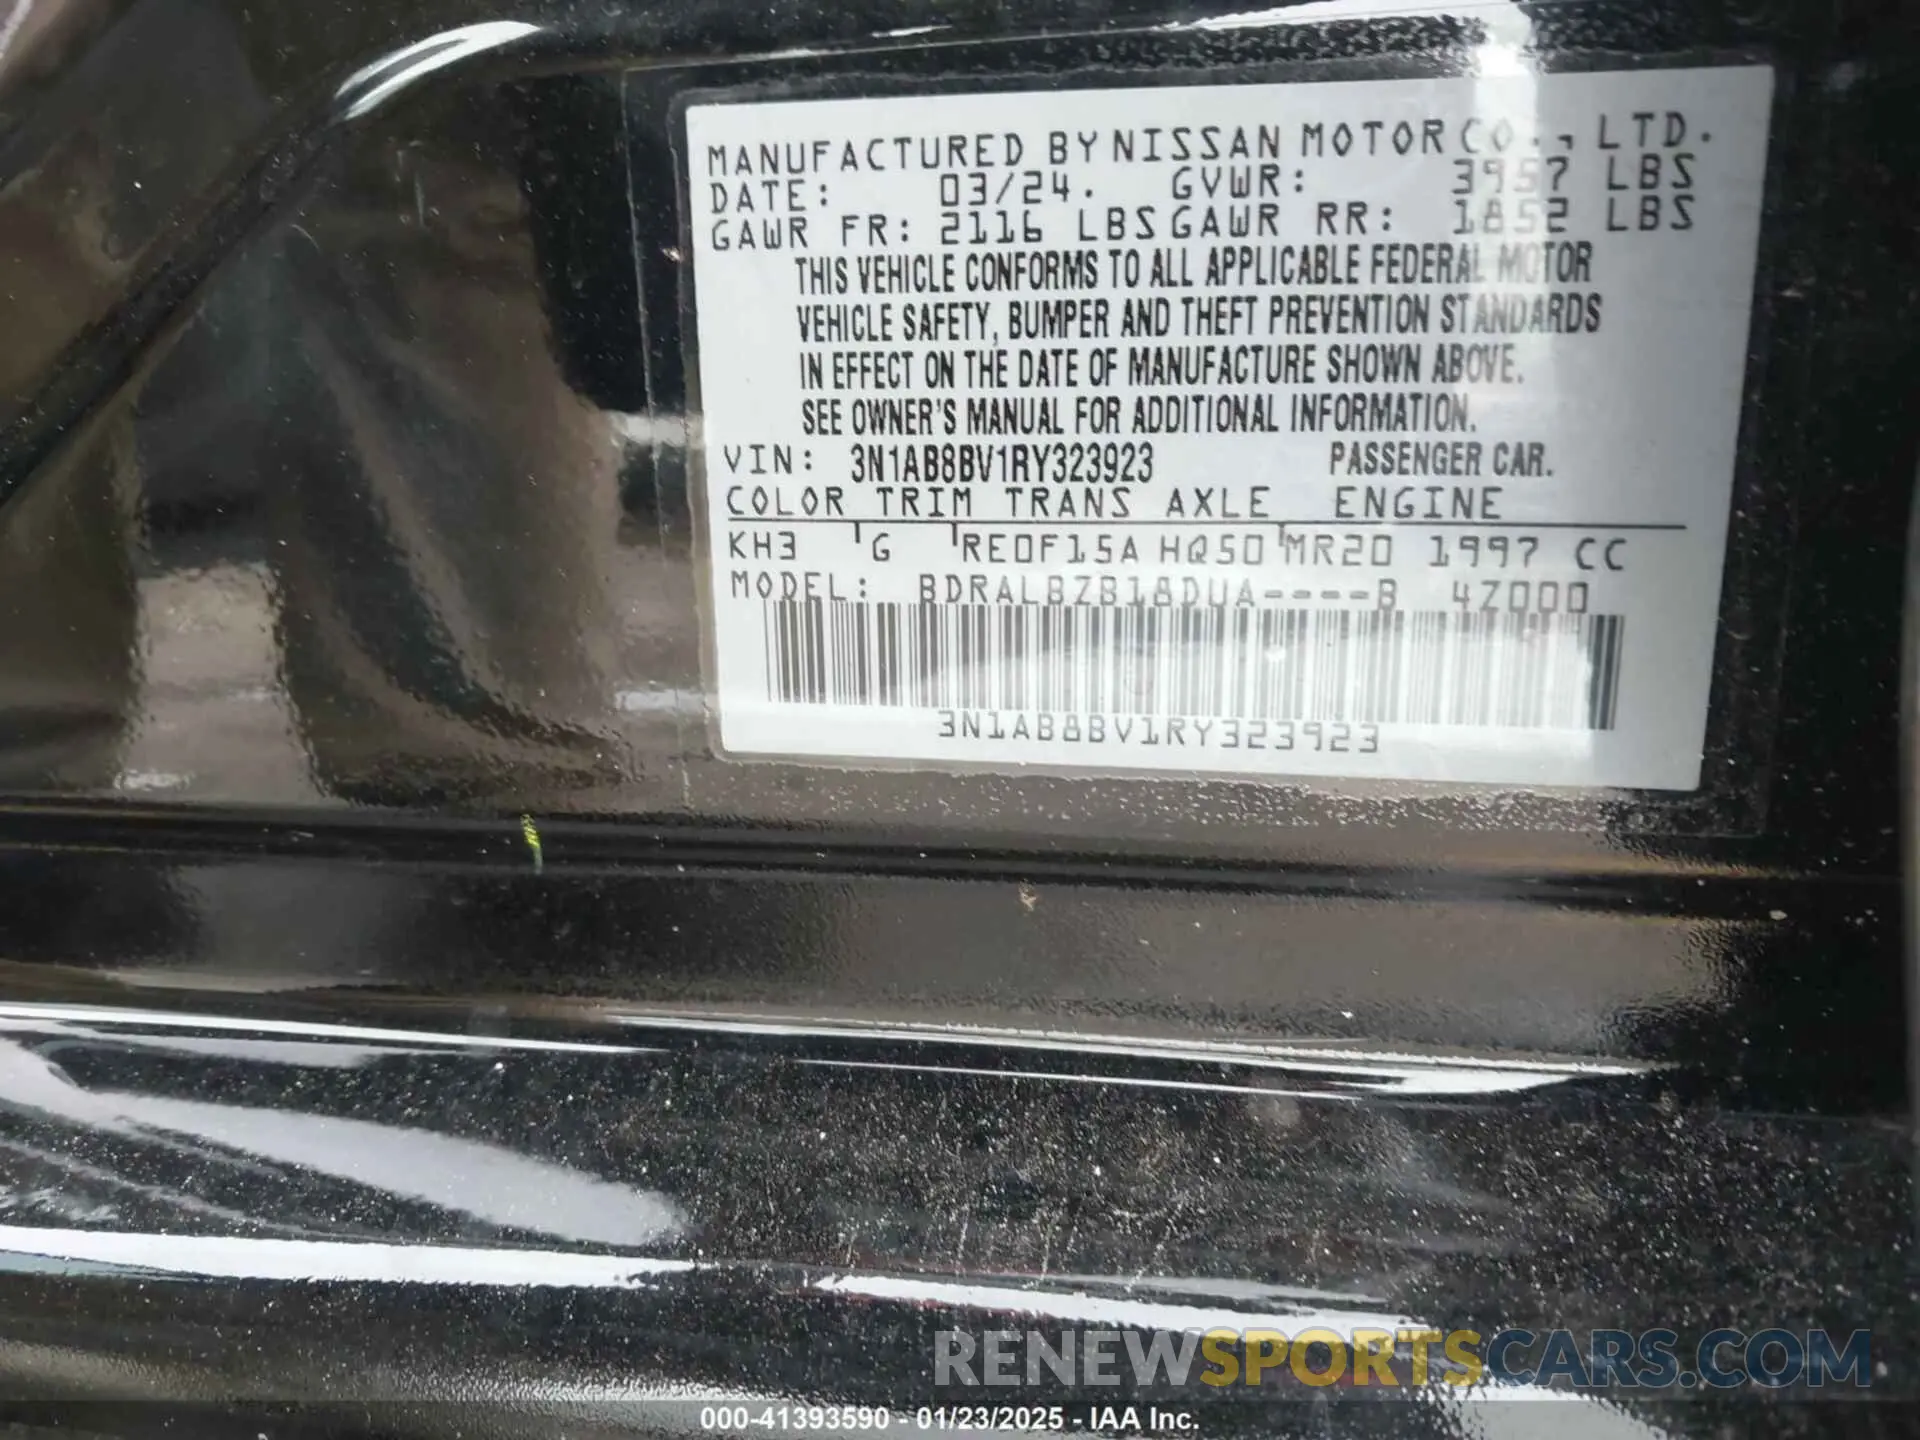 MANUFACTURED BY NISSAN MOTOR CO., LTD.
DATE: 03/24. GVWR: 3957 LBS
GAWR FR: 2116 LBS GAWR RR: 1852 LBS
THIS VEHICLE CONFORMS TO ALL APPLICABLE FEDERAL MOTOR
VEHICLE SAFETY, BUMPER AND THEFT PREVENTION STANDARDS
IN EFFECT ON THE DATE OF MANUFACTURE SHOWN ABOVE.
SEE OWNER'S MANUAL FOR ADDITIONAL INFORMATION.
VIN: 3N1AB8BV1RY323923 PASSENGER CAR.
COLOR TRIM TRANS AXLE ENGINE
KH3 G RE0F15A HQ50 MR20 1997 CC
MODEL: BDRALBZB18DUA----B 4Z000
3N1AB8BV1RY323923
RENEWSPORTSCARS.COM
000-41393590 - 01/23/2025 - IAA Inc.